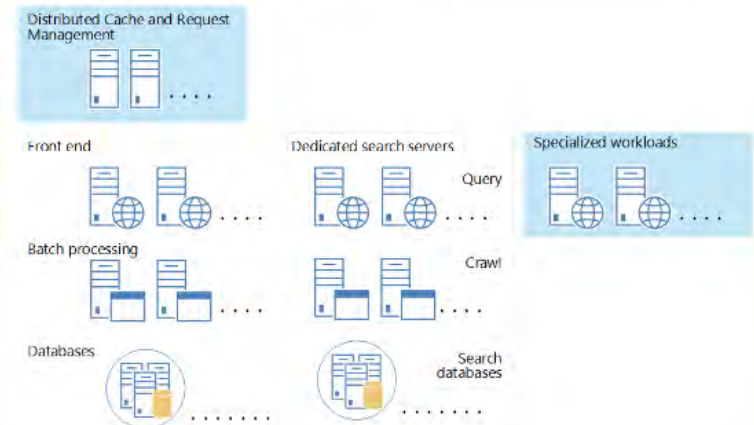 Distributed Cache and Request
Management
Front end
Dedicated search servers
Specialized workloads
Query
Batch processing
Crawl
Databases
Search
databases